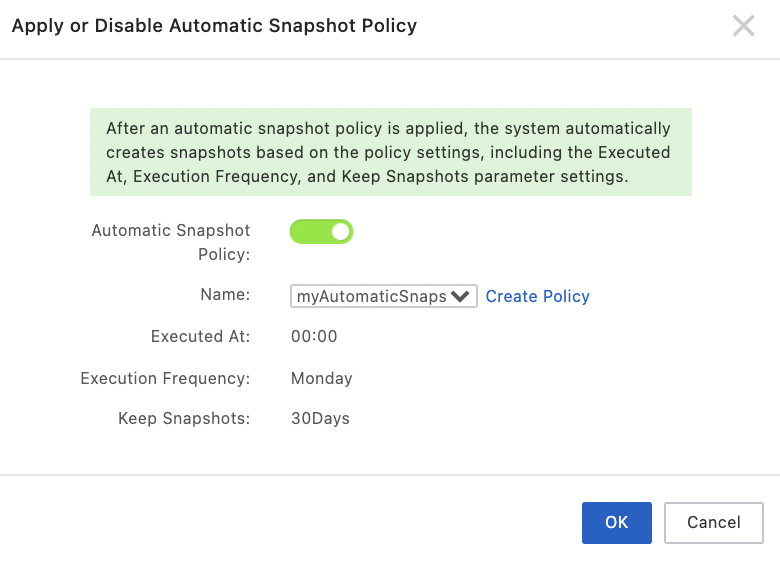 Apply or Disable Automatic Snapshot Policy
After an automatic snapshot policy is applied, the system automatically
creates snapshots based on the policy settings, including the Executed
At, Execution Frequency, and Keep Snapshots parameter settings.
Automatic Snapshot
Policy:
Name: myAutomaticSnaps Create Policy
Executed At: 00:00
Execution Frequency: Monday
Keep Snapshots: 30Days
OK Cancel